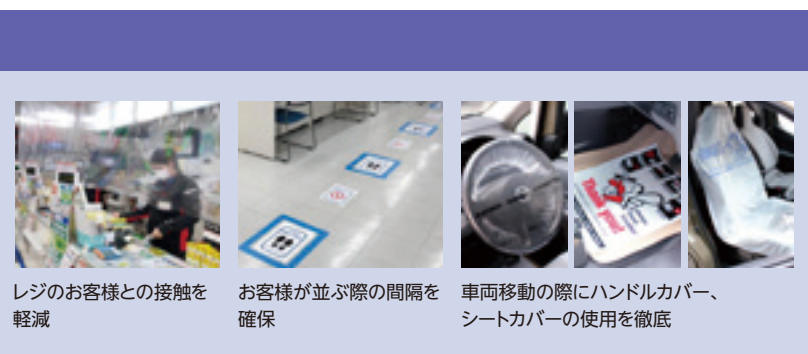 レジのお客様との接触を
軽減
お客様が並ぶ際の間隔を
確保
車両移動の際にハンドルカバー、
シートカバーの使用を徹底
Thank you!